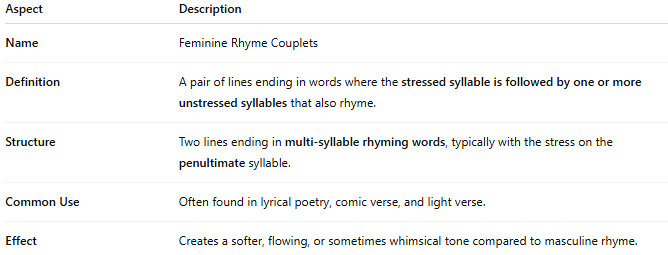 Aspect Description
Name Feminine Rhyme Couplets
Definition A pair of lines ending in words where the stressed syllable is followed by one or more
unstressed syllables that also rhyme.
Structure Two lines ending in multi-syllable rhyming words, typically with the stress on the
penultimate syllable.
Common Use Often found in lyrical poetry, comic verse, and light verse.
Effect Creates a softer, flowing, or sometimes whimsical tone compared to masculine rhyme.